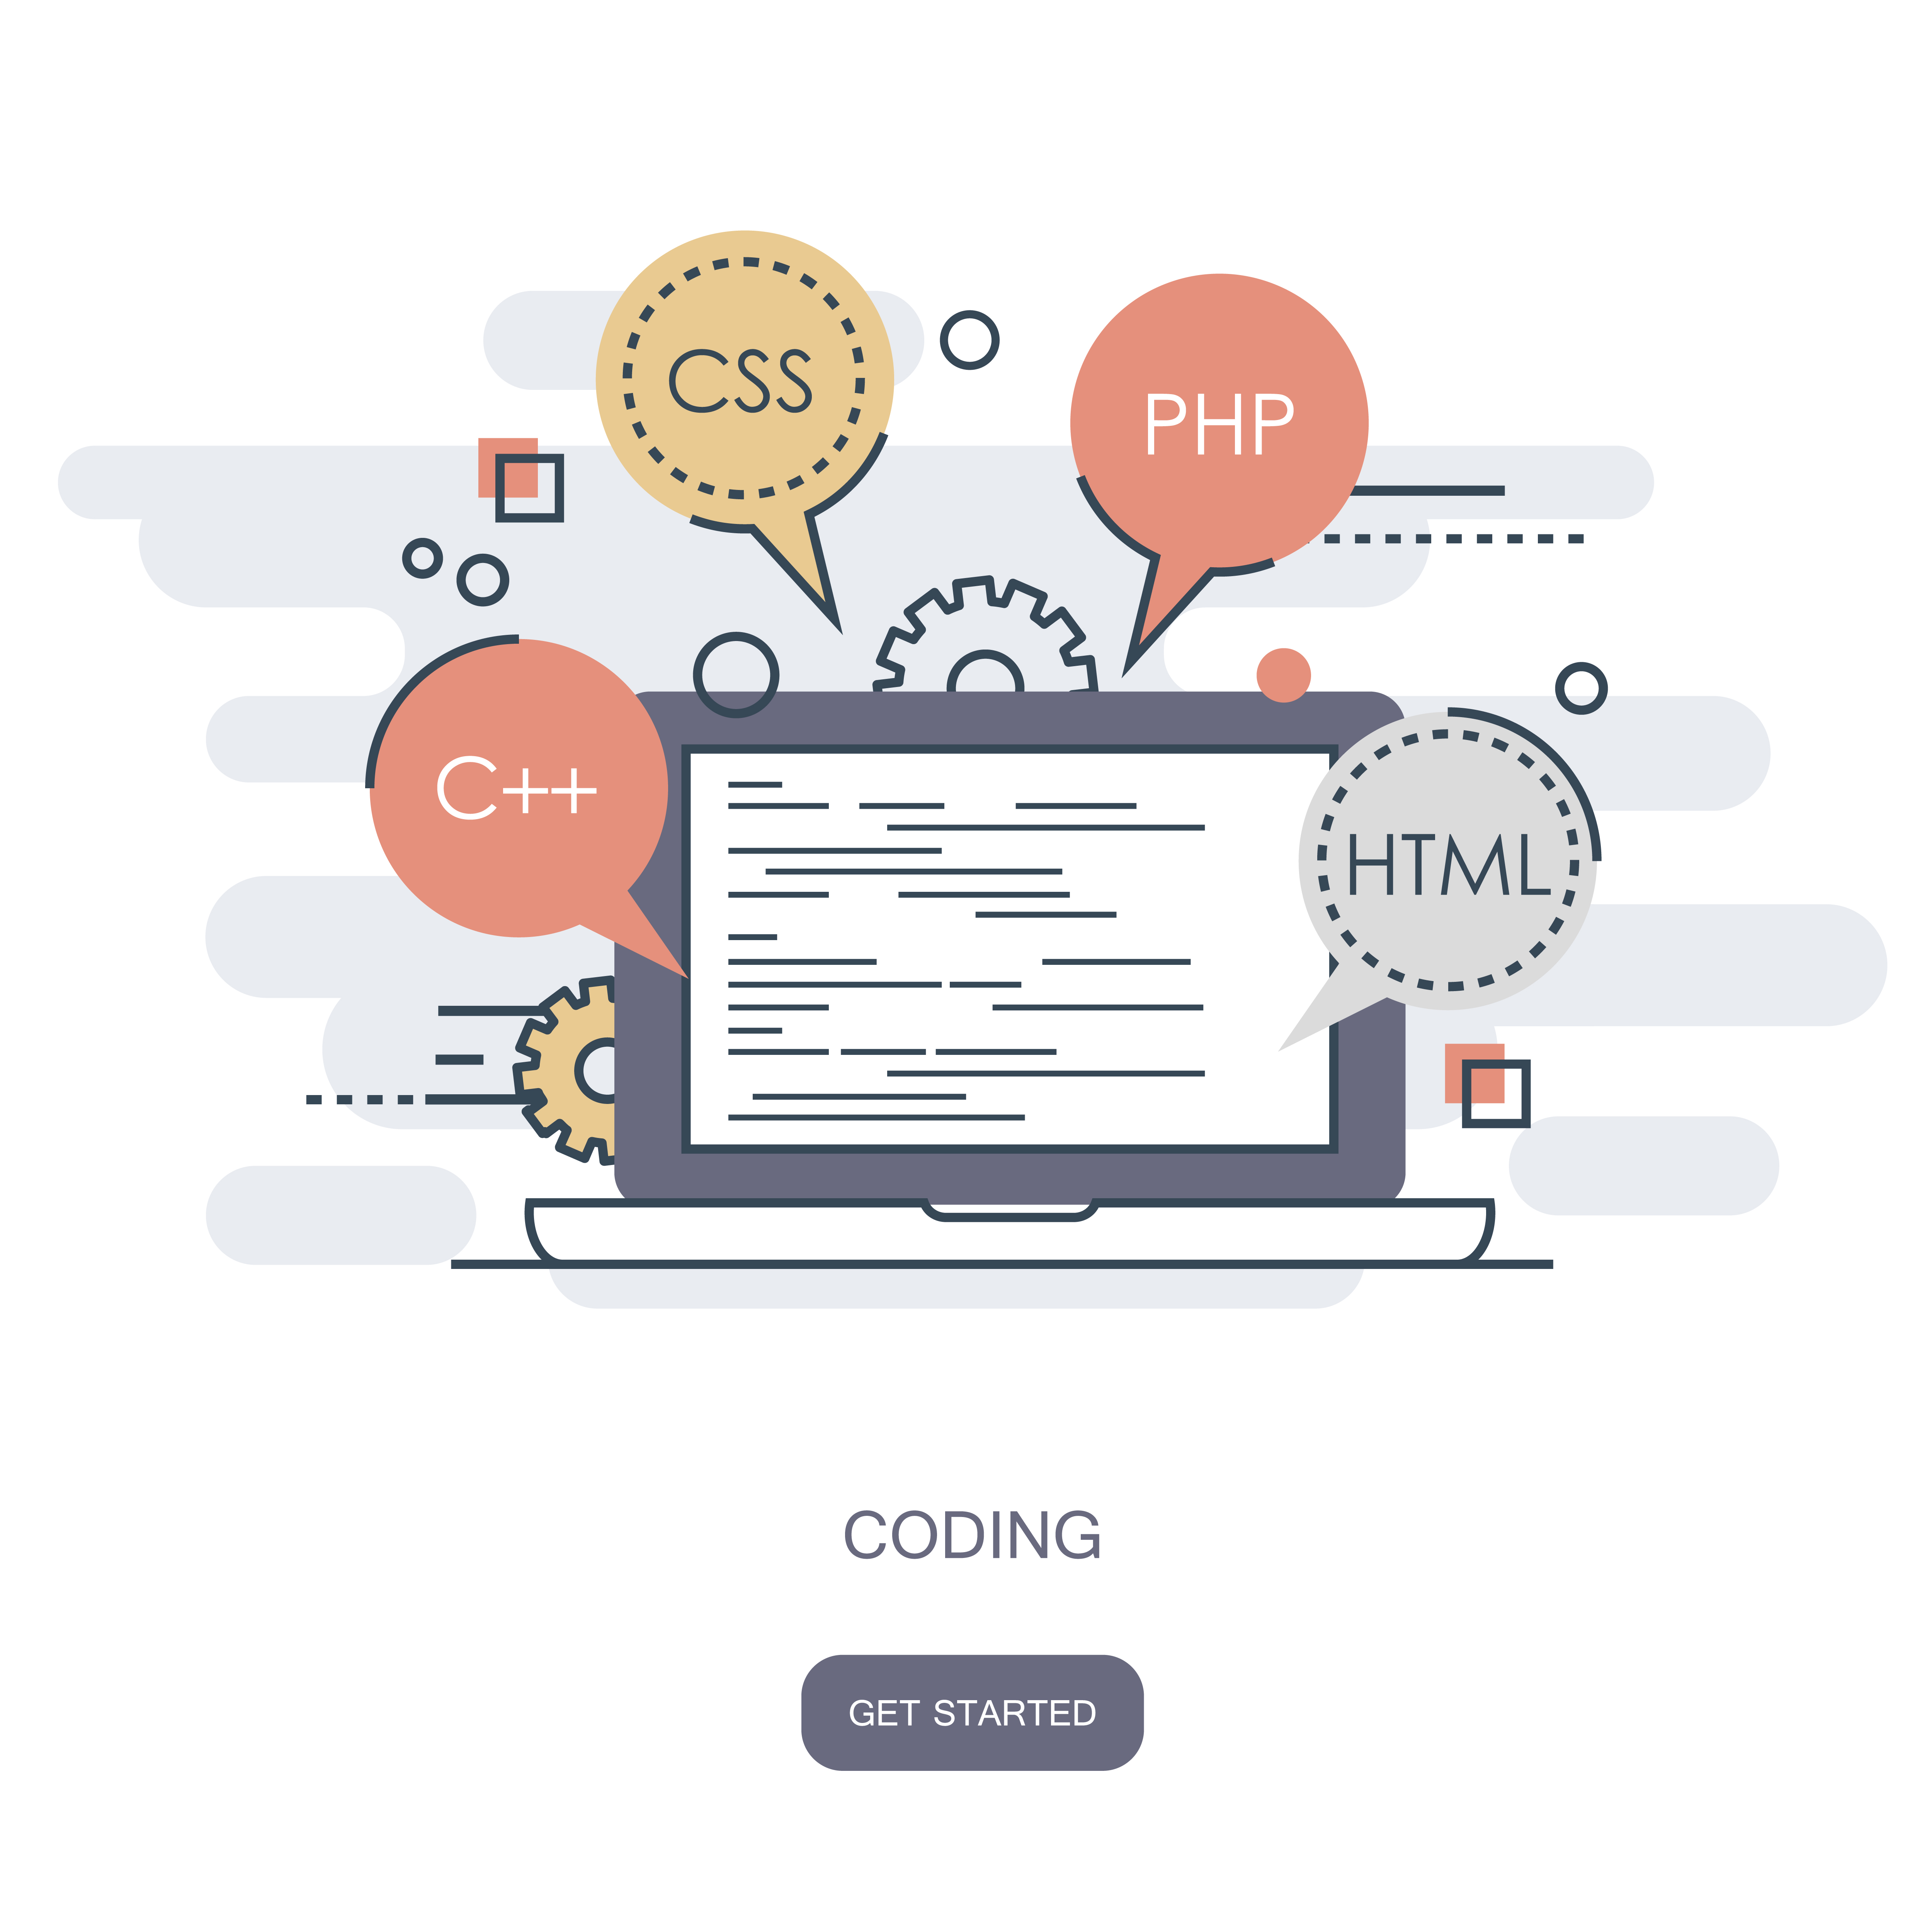 CSS
PHP
C++
HTML
CODING
GET STARTED